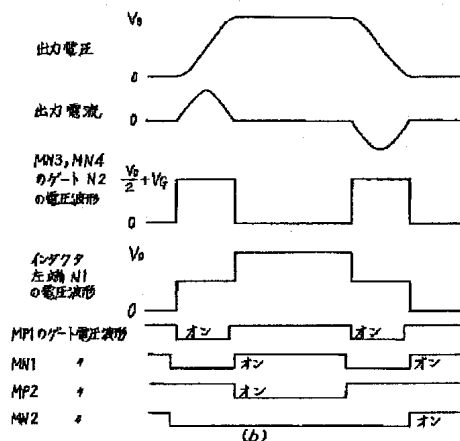 V₀
出力電圧
0
出力電流 0
MN3, MN4
のゲート N2
の電圧波形
V₀/2 + VG
0
インダクタ
左端 N1
の電圧波形
V₀
0
MP1のゲート電圧波形 オン オン
MN1 〃 オン オン
MP2 〃 オン
MN2 〃 オン
(b)